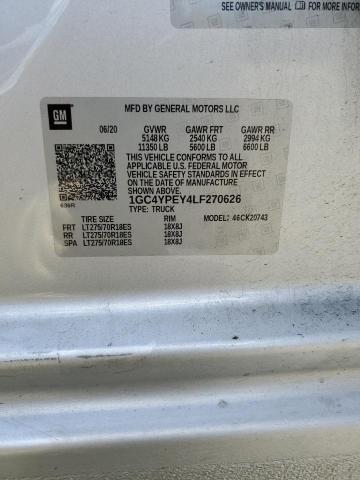 SEE OWNER'S MANUAL
FOR MORE INFORM
GM
MFD BY GENERAL MOTORS LLC
06/20 GVWR GAWR FRT GAWR RR
5148 KG 2540 KG 2994 KG
11350 LB 5600 LB 6600 LB
THIS VEHICLE CONFORMS TO ALL
APPLICABLE U.S. FEDERAL MOTOR
VEHICLE SAFETY STANDARDS IN EFFECT ON
THE DATE OF MANUFACTURE SHOWN ABOVE.
1GC4YPEY4LF270626
TYPE: TRUCK
TIRE SIZE RIM MODEL: 46CK20743
FRT LT275/70R18ES 18X8J
RR LT275/70R18ES 18X8J
SPA LT275/70R18ES 18X8J